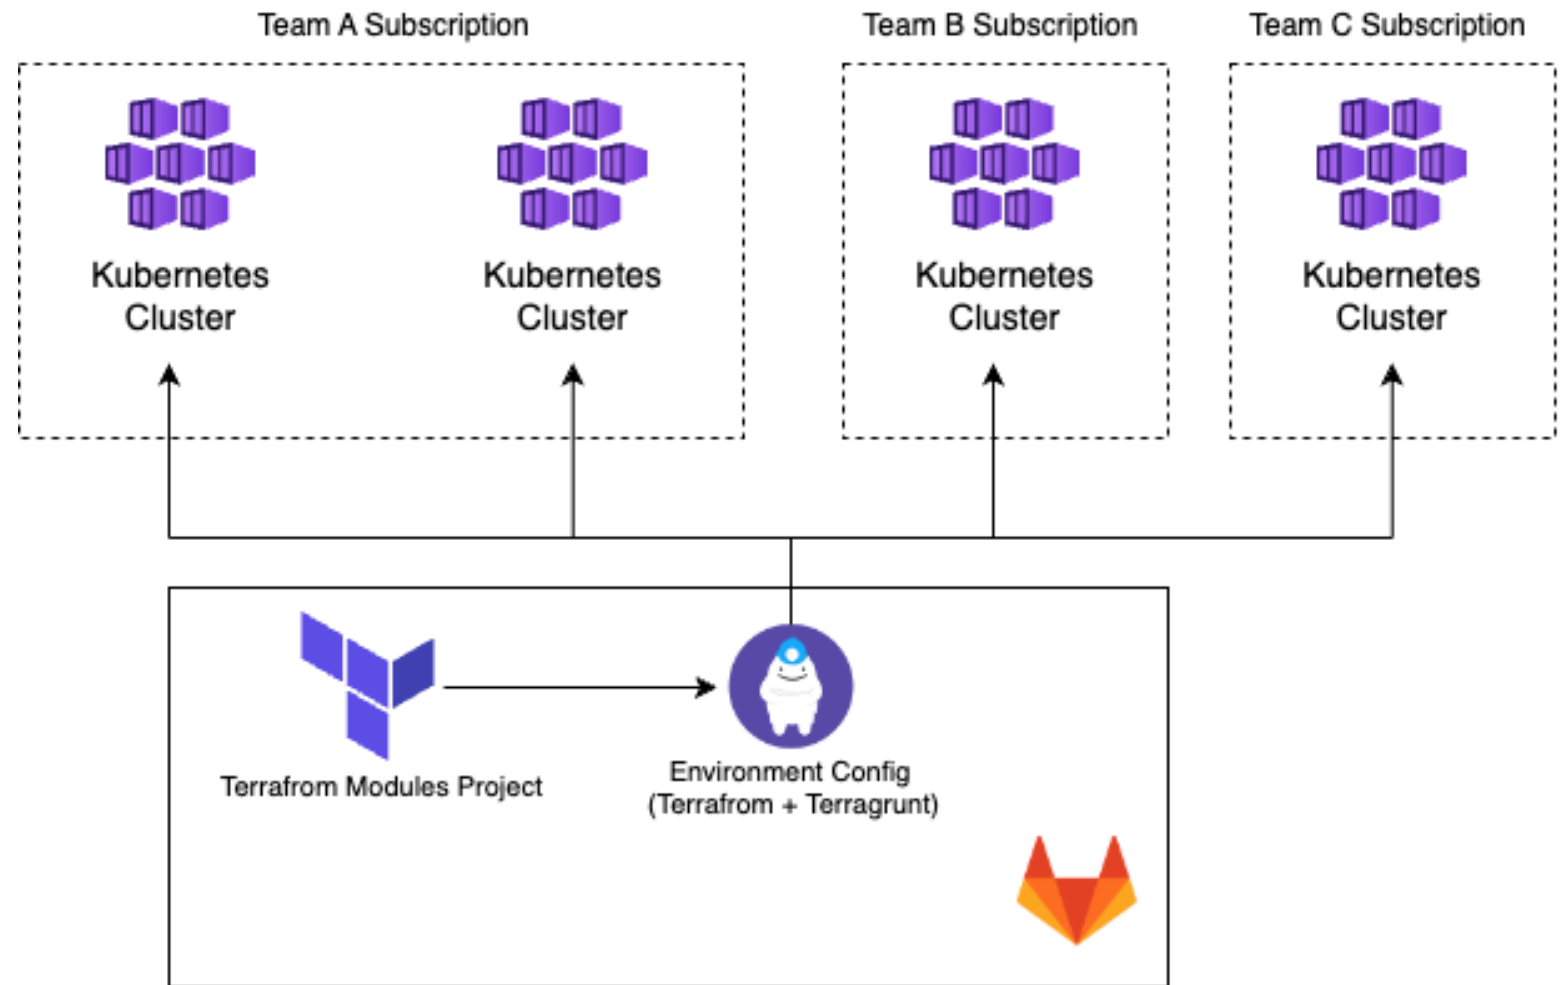 Team A Subscription
Team B Subscription
Team C Subscription
Kubernetes
Cluster
Kubernetes
Cluster
Kubernetes
Cluster
Kubernetes
Cluster
Terrafrom Modules Project
Environment Config
(Terrafrom + Terragrunt)